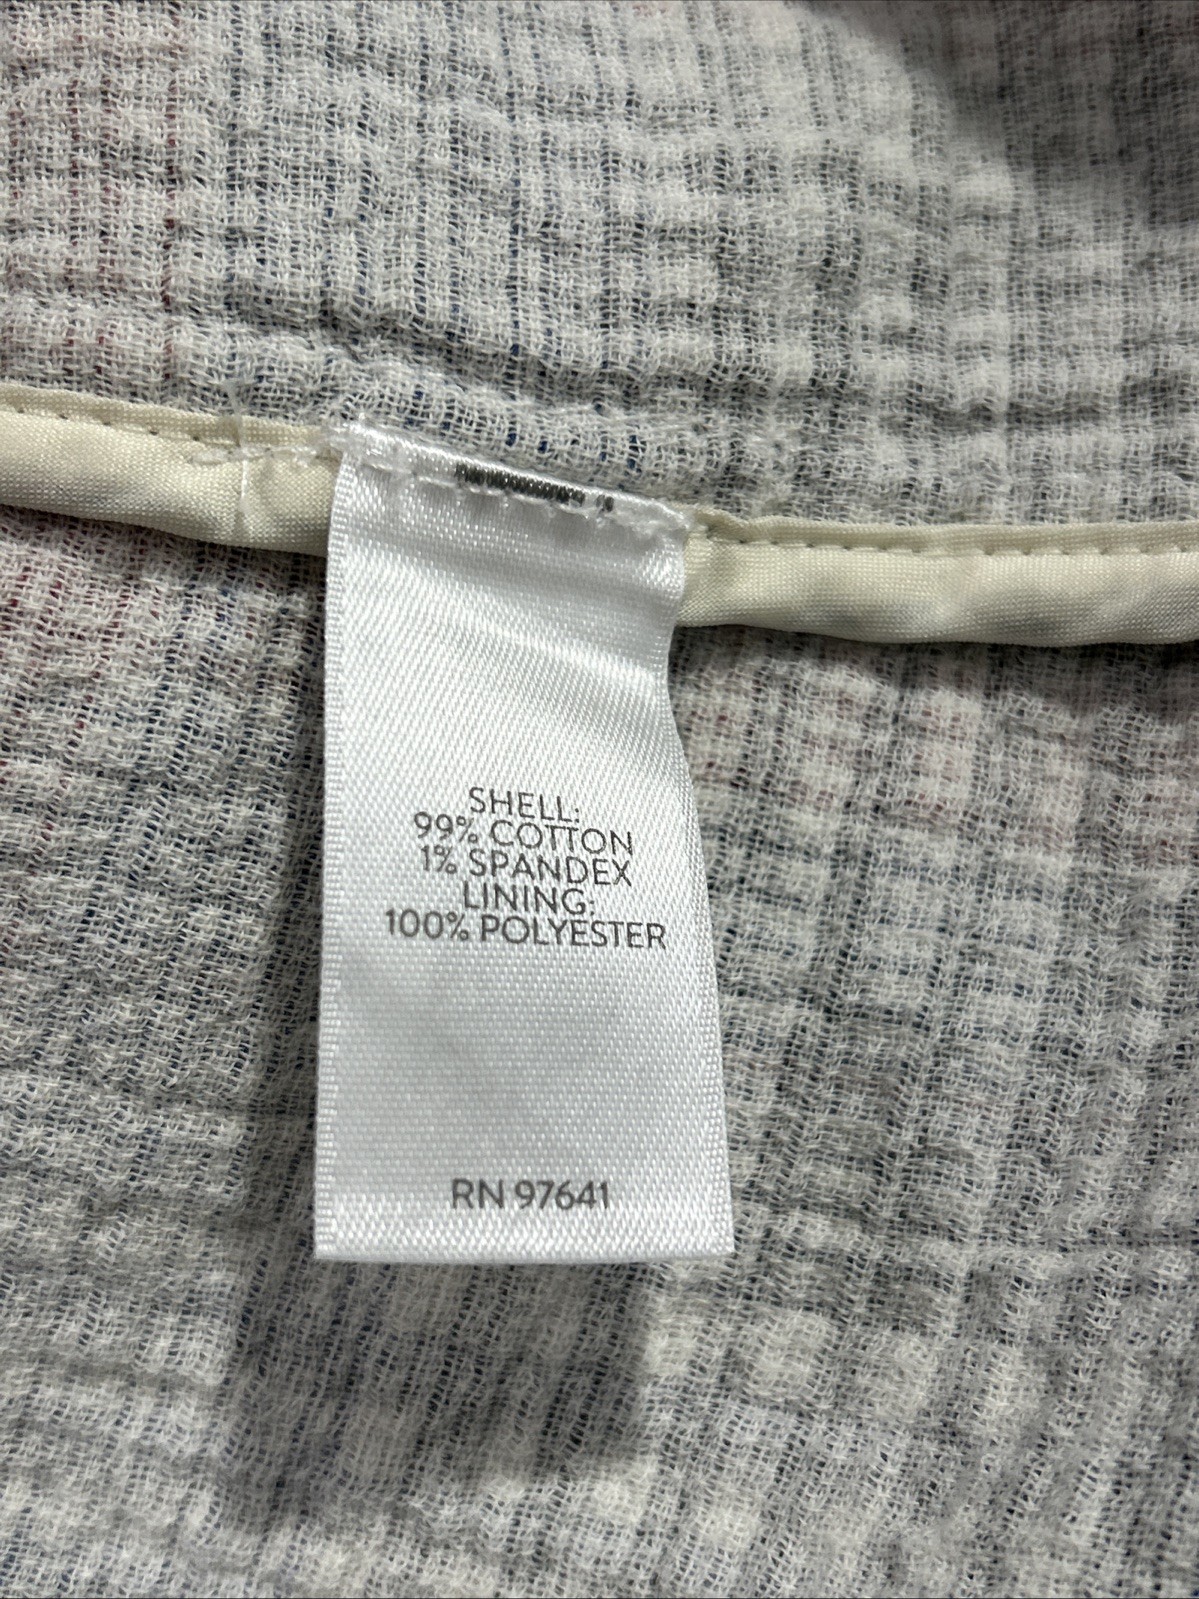 SHELL:
99% COTTON
1% SPANDEX
LINING:
100% POLYESTER
RN 97641